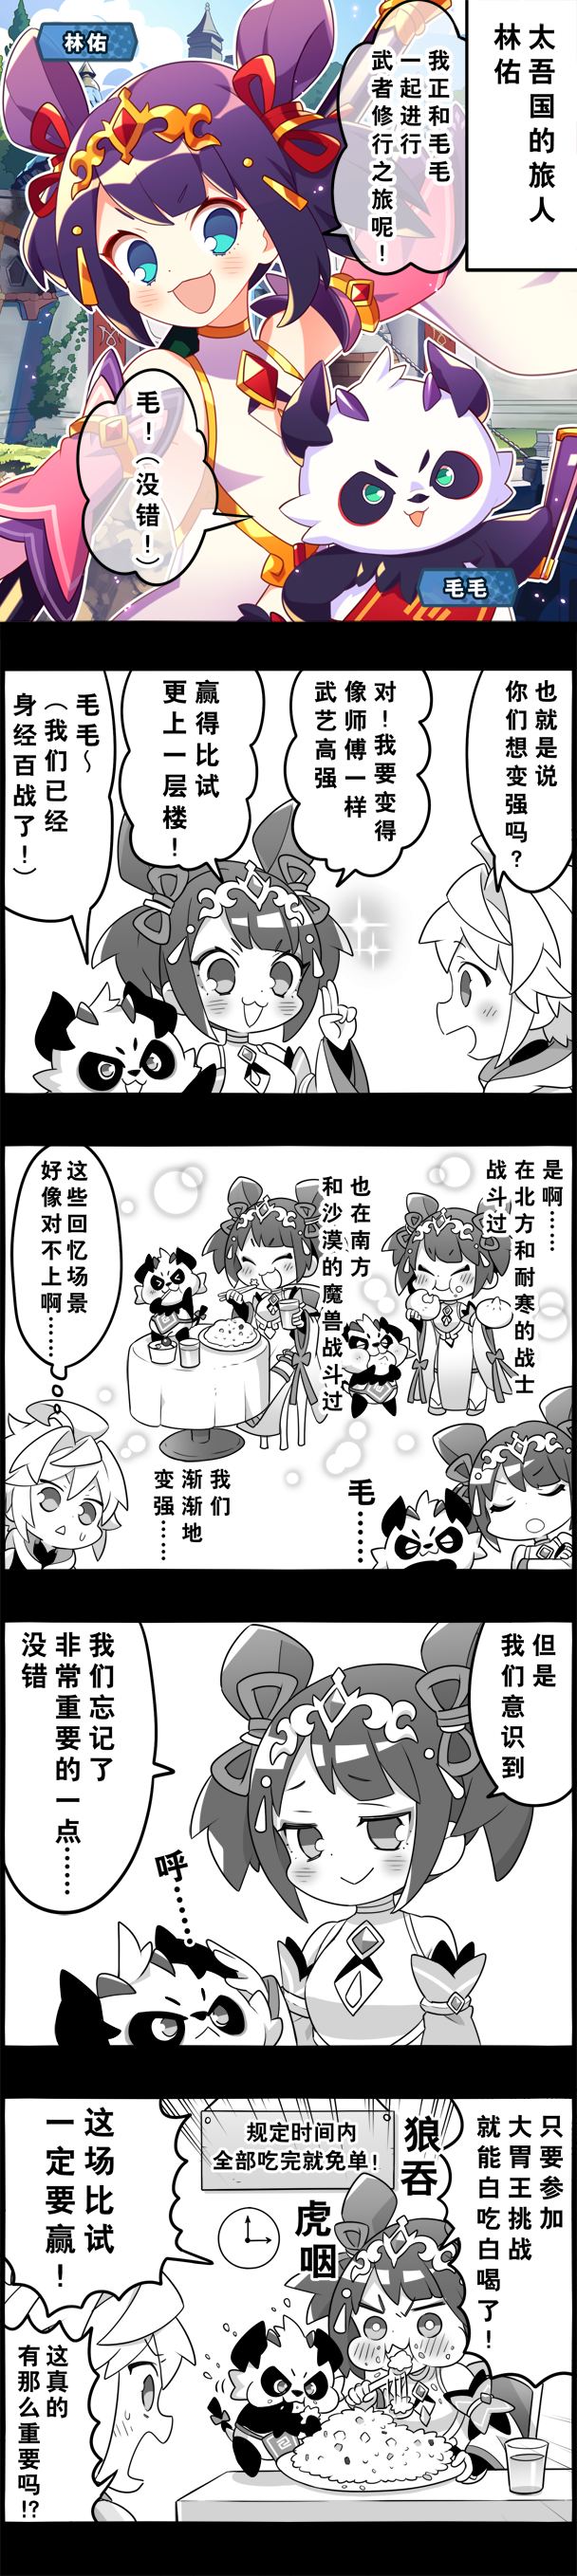 太吾国的旅人
林佑
林佑
我正和毛毛
一起进行
武者修行之旅呢！
毛！（没错！）
毛毛
也就是说
你们想变强吗？
对！我要变得
像师傅一样
武艺高强
赢得比试
更上一层楼！
毛毛～
（我们已经
身经百战了！）
是啊……
在北方和耐寒的战士
战斗过
也在南方
和沙漠的魔兽战斗过
这些回忆场景
好像对不上啊………
毛……
我们
渐渐地
变强……
但是
我们意识到
我们忘记了
非常重要的一点……
没错
呼……
只要参加
大胃王挑战
就能白吃白喝了！
狼吞
虎咽
规定时间内
全部吃完就免单！
这场比试
一定要赢！
这真的
有那么重要吗!?